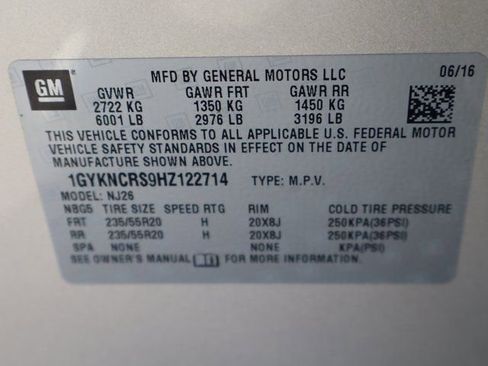 GM MFD BY GENERAL MOTORS LLC 06/16
GVWR GAWR FRT GAWR RR
2722 KG 1350 KG 1450 KG
6001 LB 2976 LB 3196 LB
THIS VEHICLE CONFORMS TO ALL APPLICABLE U.S. FEDERAL MOTOR
VEHICLE SAFETY STANDARDS IN EFFECT ON THE DATE OF
MANUFACTURE SHOWN ABOVE.
1GYKNCRS9HZ122714 TYPE: M.P.V.
MODEL: NJ26
NBG5 TIRE SIZE SPEED RTG RIM COLD TIRE PRESSURE
FRT 235/55R20 H 20X8J 250KPA(36PSI)
RR 235/55R20 H 20X8J 250KPA(36PSI)
SPA NONE NONE KPA(PSI)
SEE OWNER'S MANUAL FOR MORE INFORMATION